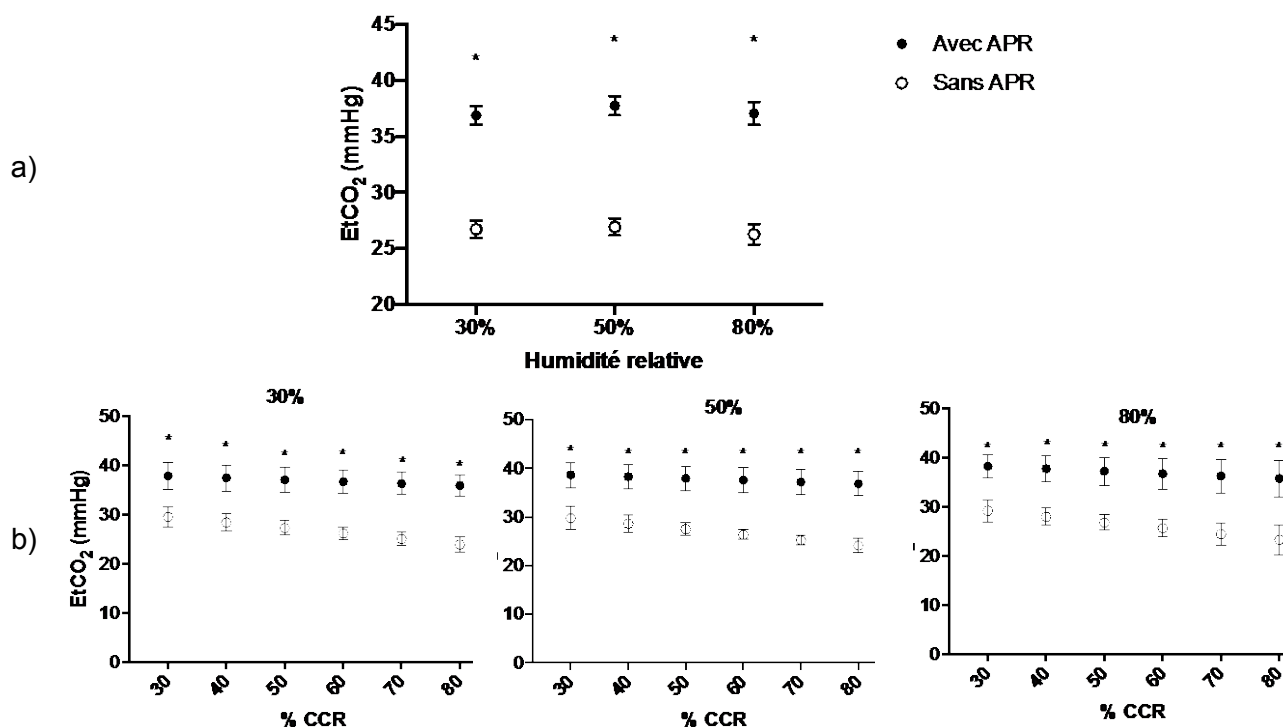 a)
EtCO2 (mmHg)
45
40
35
30
25
20
*
*
*
30%
50%
80%
Humidité relative
Avec APR
Sans APR
b)
30%
EtCO2 (mmHg)
50
40
30
20
10
0
* * * * * *
30 40 50 60 70 80
% CCR
50%
50
40
30
20
10
0
* * * * * *
30 40 50 60 70 80
% CCR
80%
50
40
30
20
10
0
* * * * * *
30 40 50 60 70 80
% CCR